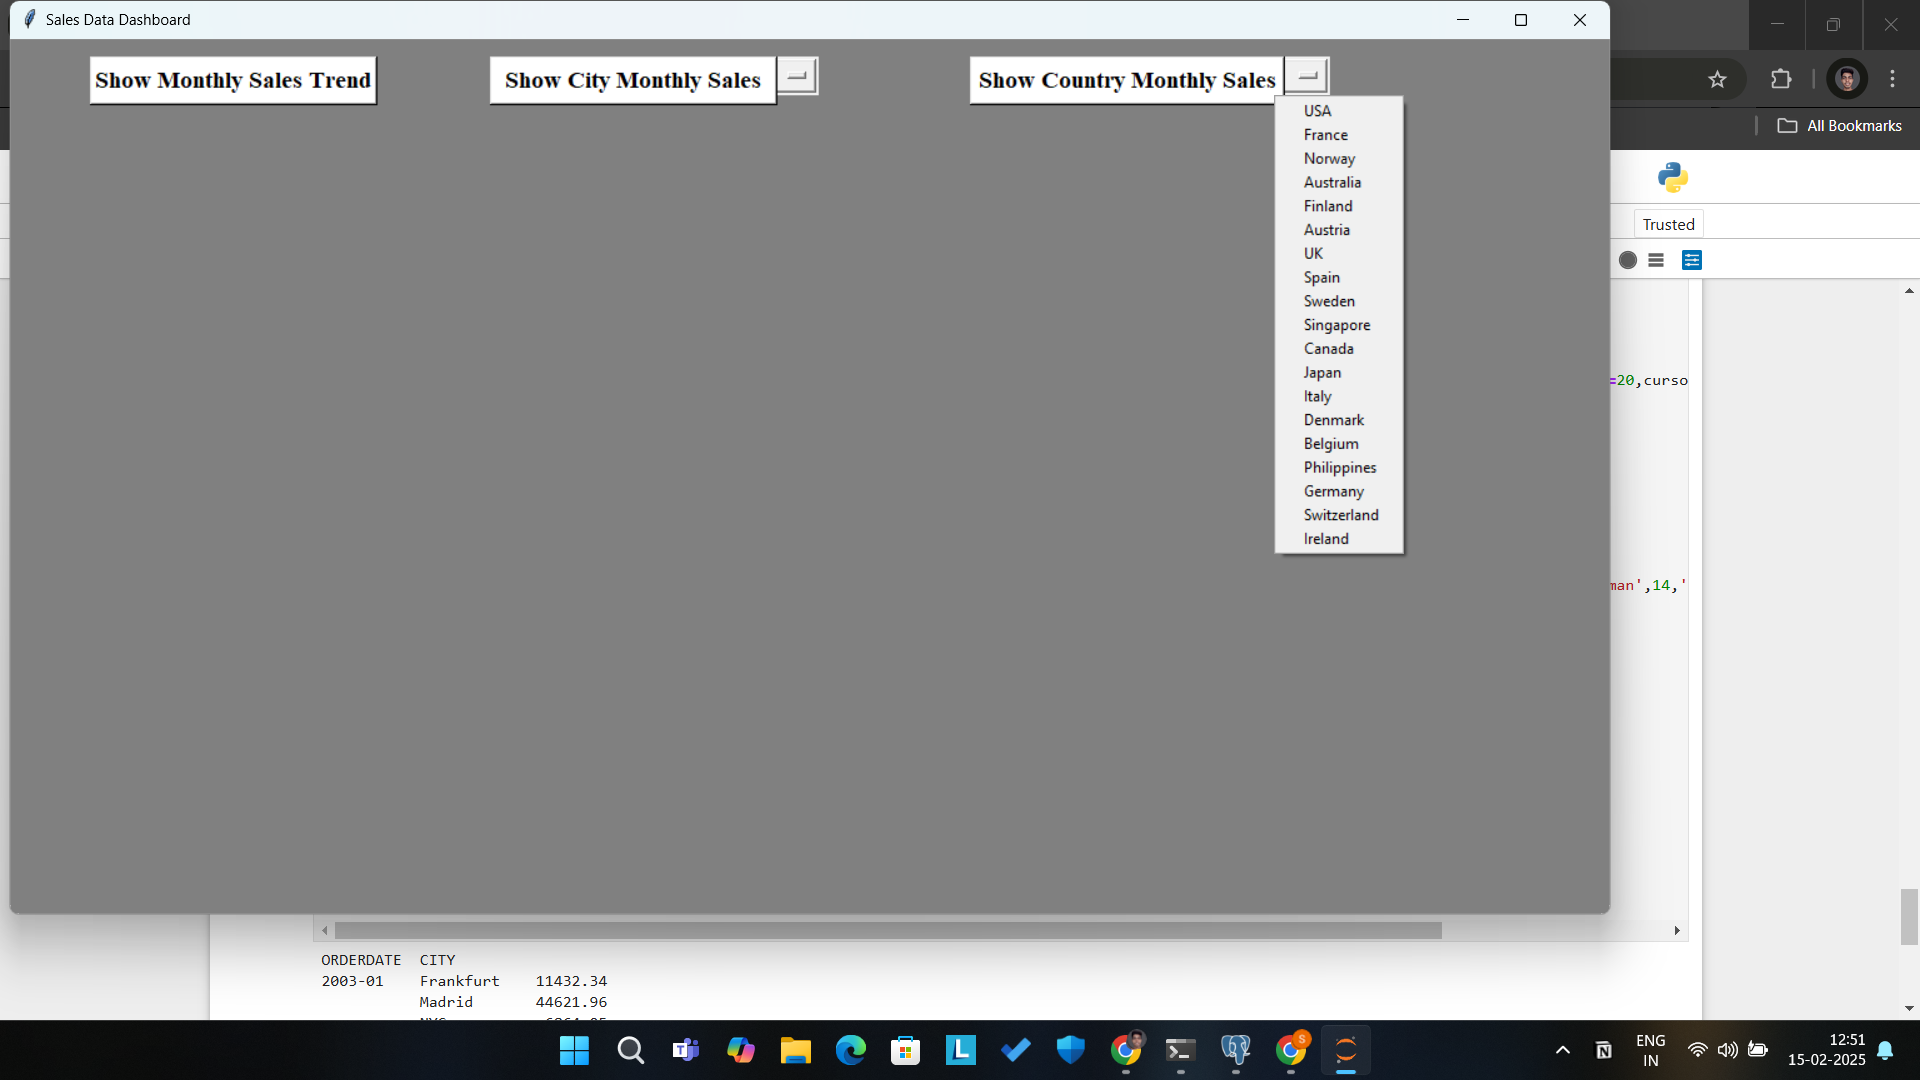 Sales Data Dashboard
Show Monthly Sales Trend
Show City Monthly Sales
Show Country Monthly Sales
USA
France
Norway
Australia
Finland
Austria
UK
Spain
Sweden
Singapore
Canada
Japan
Italy
Denmark
Belgium
Philippines
Germany
Switzerland
Ireland
All Bookmarks
Trusted
=20,curso
man',14,'
ORDERDATE CITY
2003-01 Frankfurt 11432.34
Madrid 44621.96
ENG
IN
12:51
15-02-2025